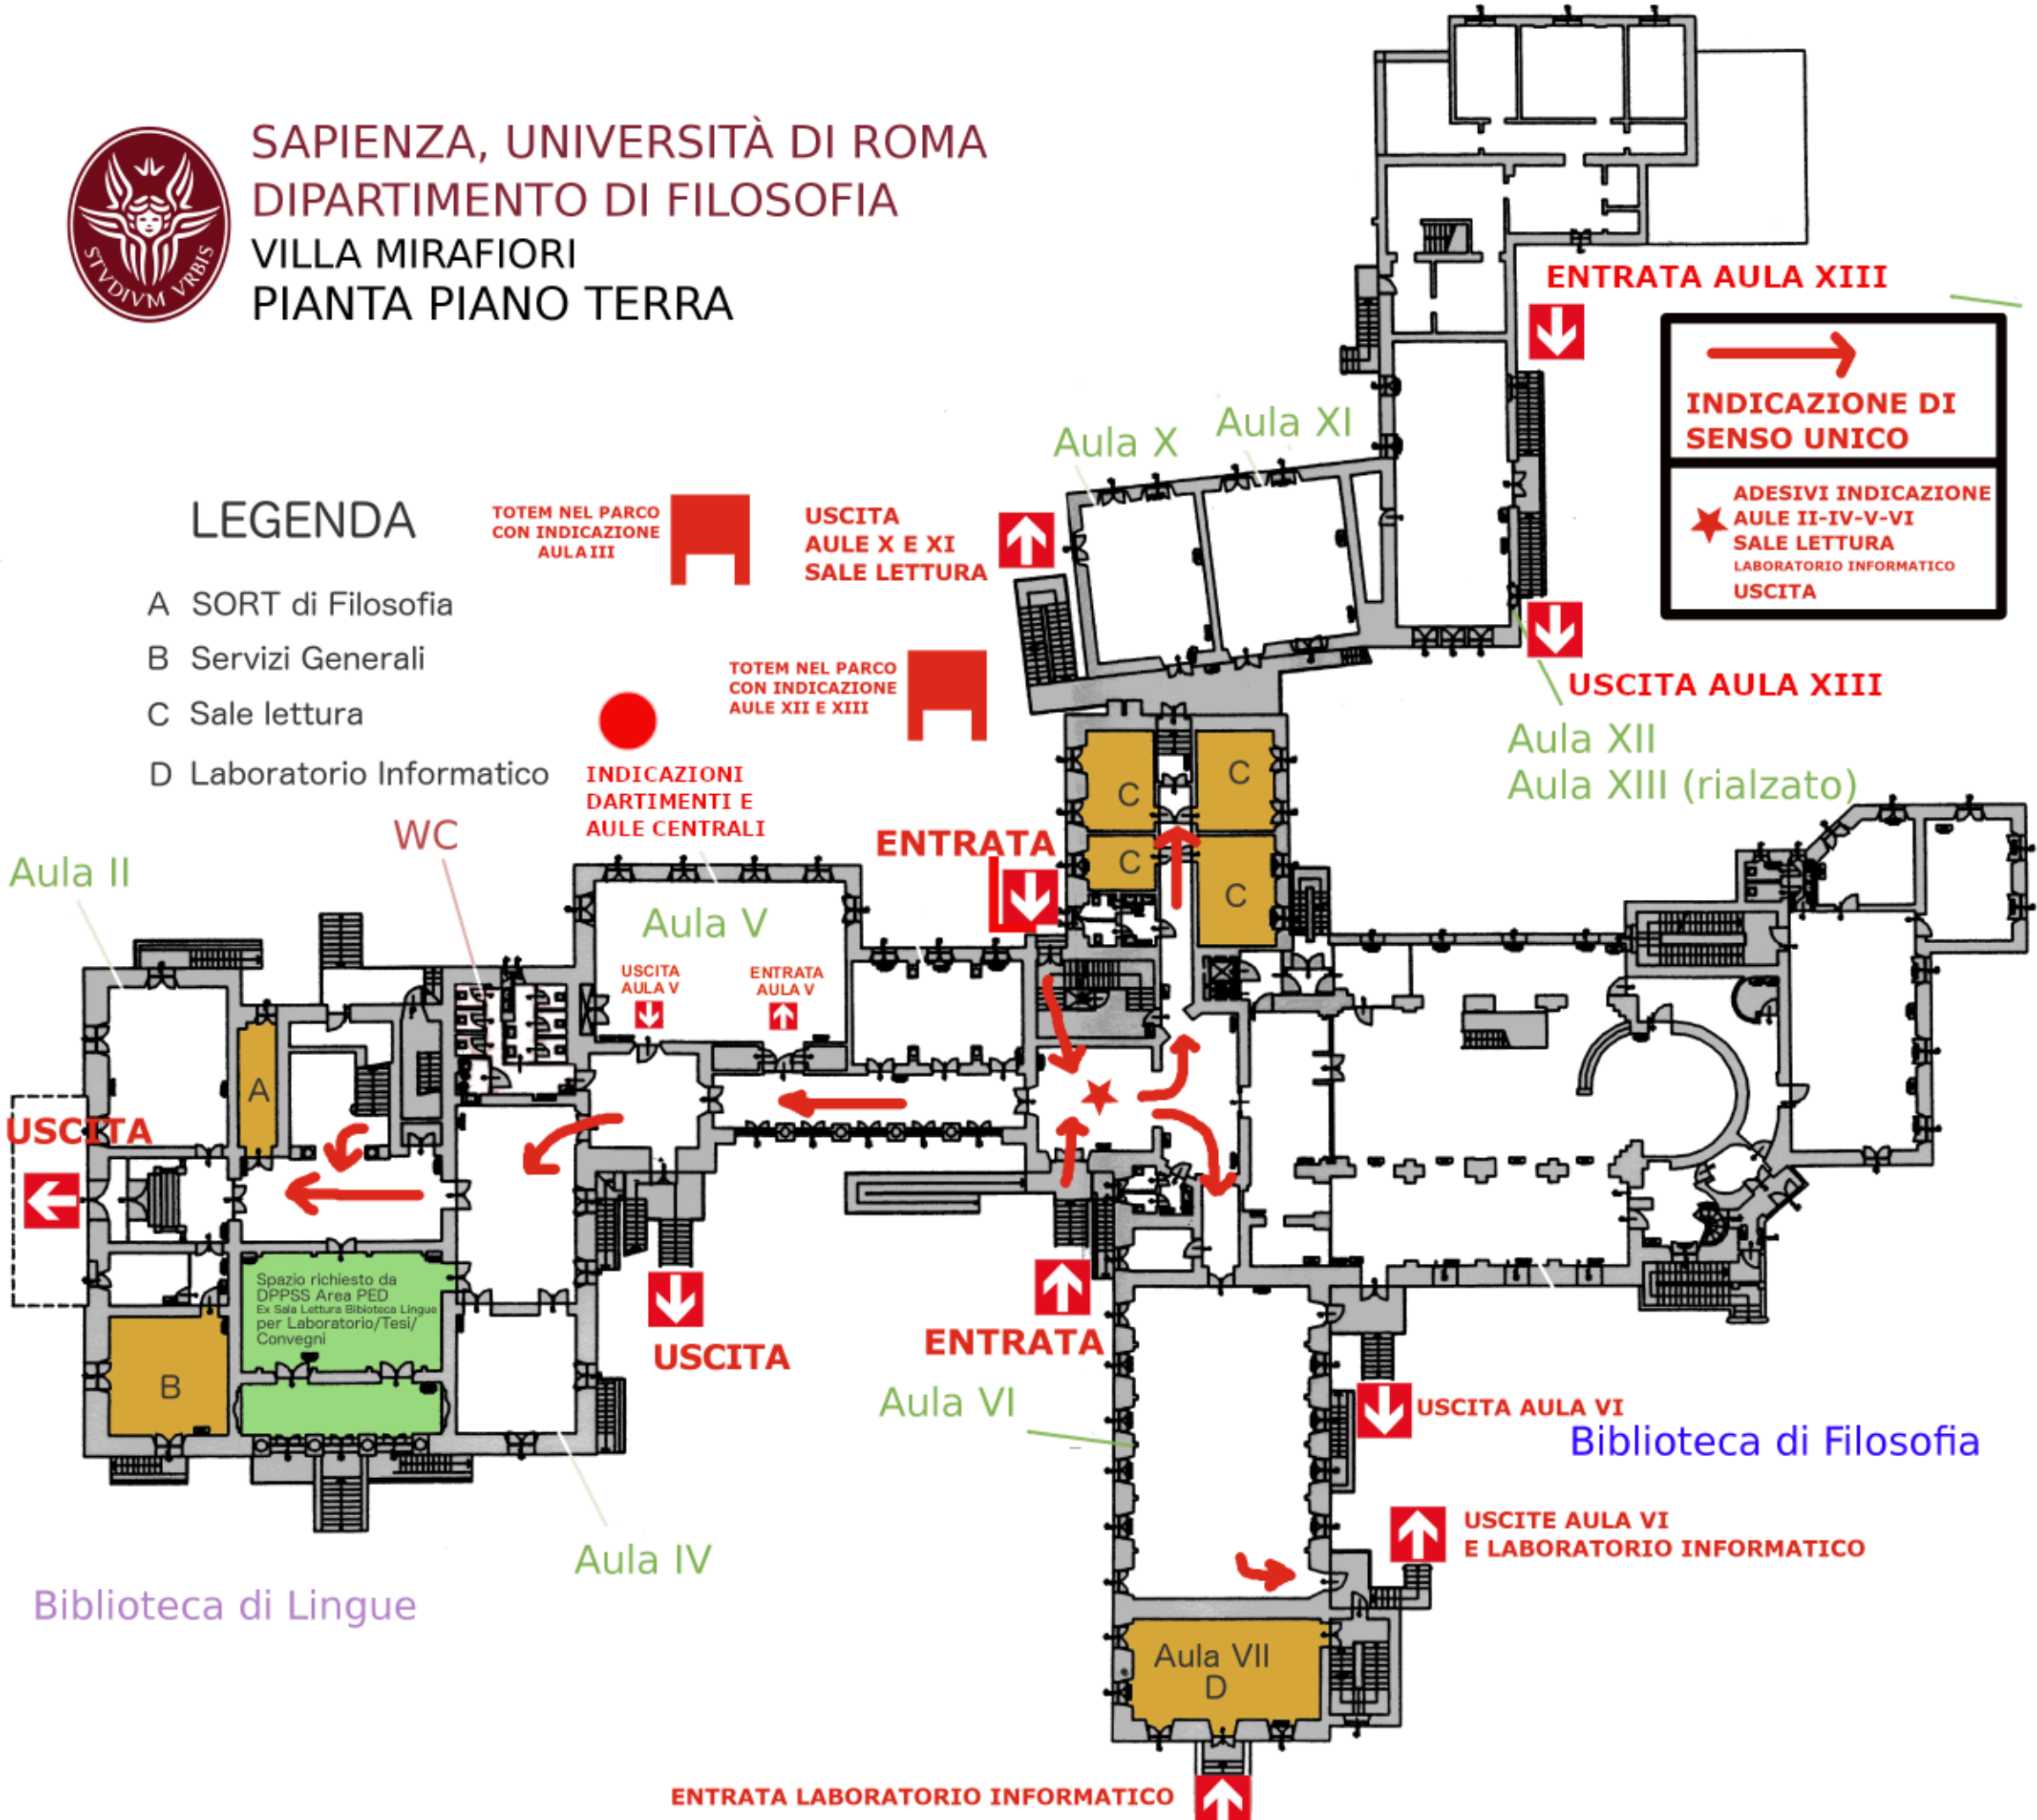 SAPIENZA, UNIVERSITÀ DI ROMA
DIPARTIMENTO DI FILOSOFIA
VILLA MIRAFIORI
PIANTA PIANO TERRA
STVDIVM VRBIS
ENTRATA AULA XIII
INDICAZIONE DI
SENSO UNICO
ADESIVI INDICAZIONE
AULE II-IV-V-VI
SALE LETTURA
LABORATORIO INFORMATICO
USCITA
Aula X
Aula XI
LEGENDA
A SORT di Filosofia
B Servizi Generali
C Sale lettura
D Laboratorio Informatico
TOTEM NEL PARCO
CON INDICAZIONE
AULA III
USCITA
AULE X E XI
SALE LETTURA
TOTEM NEL PARCO
CON INDICAZIONE
AULE XII E XIII
USCITA AULA XIII
Aula XII
Aula XIII (rialzato)
INDICAZIONI
DARTIMENTI E
AULE CENTRALI
WC
Aula II
ENTRATA
C
C
C
C
Aula V
USCITA
AULA V
ENTRATA
AULA V
A
USCITA
Spazio richiesto da
DPPSS Area PED
Ex Sala Lettura Biblioteca Lingue
per Laboratorio/Tesi/
Convegni
B
USCITA
ENTRATA
Aula VI
USCITA AULA VI
Biblioteca di Filosofia
USCITE AULA VI
E LABORATORIO INFORMATICO
Aula IV
Biblioteca di Lingue
Aula VII
D
ENTRATA LABORATORIO INFORMATICO